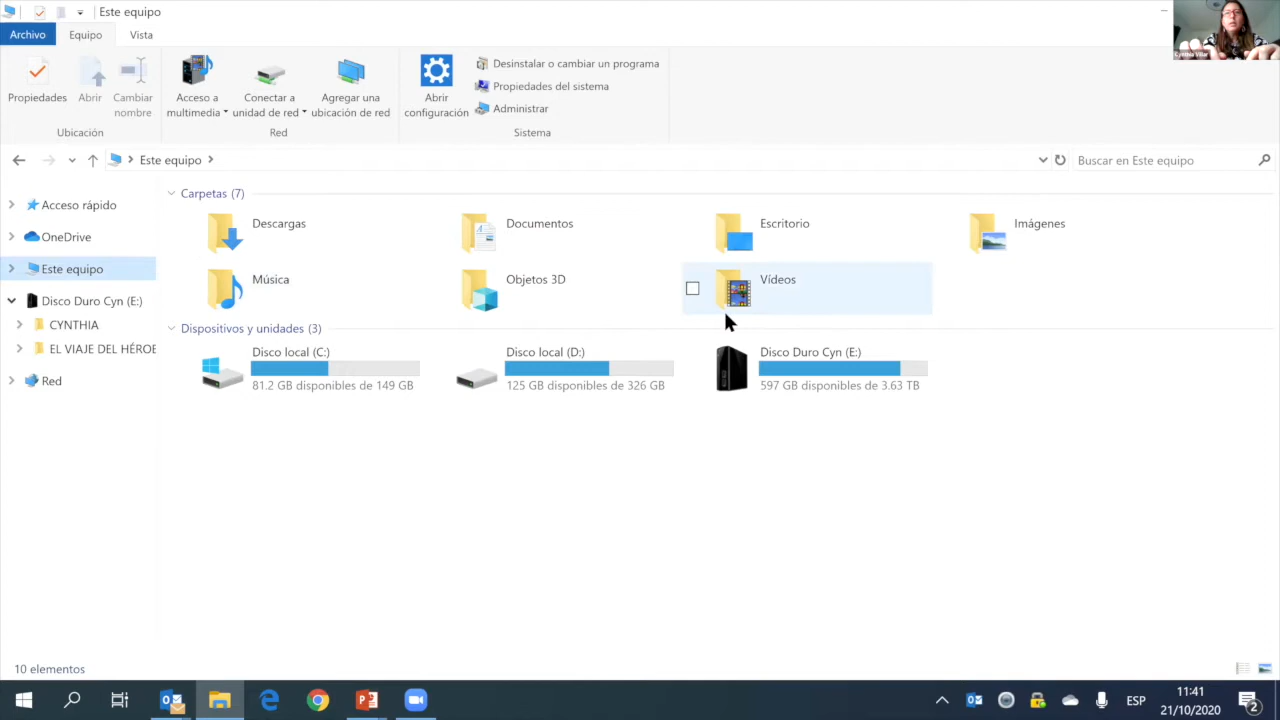 Este equipo
Archivo
Equipo
Vista
Cynthia Villar
Propiedades
Abrir
Cambiar
nombre
Ubicación
Acceso a
multimedia
Conectar a
unidad de red
Agregar una
ubicación de red
Red
Abrir
configuración
Desinstalar o cambiar un programa
Propiedades del sistema
Administrar
Sistema
Este equipo
Buscar en Este equipo
Acceso rápido
OneDrive
Este equipo
Disco Duro Cyn (E:)
CYNTHIA
EL VIAJE DEL HÉROE
Red
Carpetas (7)
Descargas
Documentos
Escritorio
Imágenes
Música
Objetos 3D
Vídeos
Dispositivos y unidades (3)
Disco local (C:)
81.2 GB disponibles de 149 GB
Disco local (D:)
125 GB disponibles de 326 GB
Disco Duro Cyn (E:)
597 GB disponibles de 3.63 TB
10 elementos
ESP
11:41
21/10/2020
2